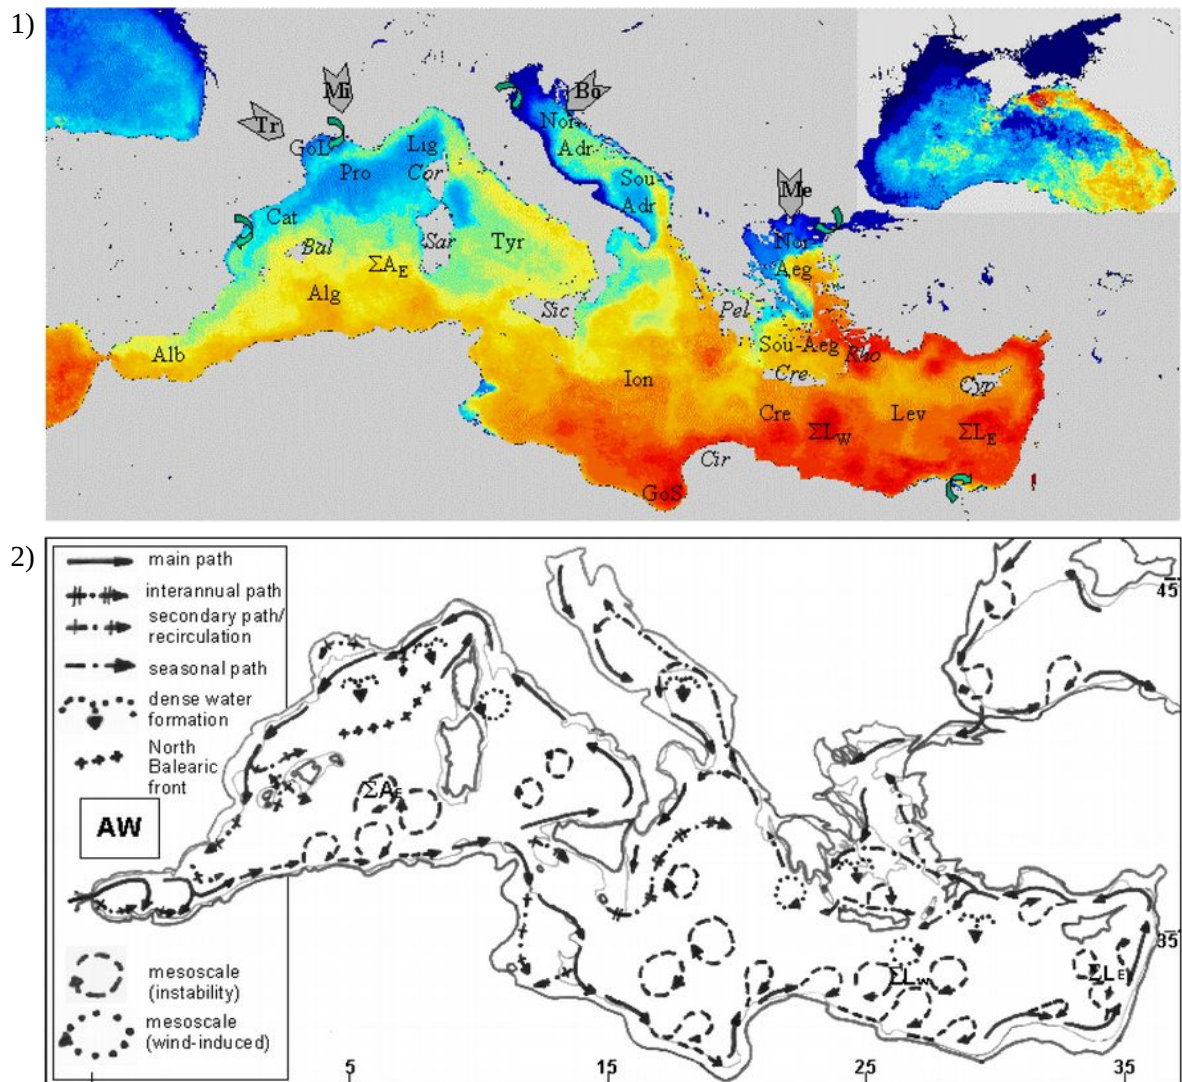 1)
Mi
Bo
Tr
Nor
Adr
GoL
Lig
Pro
Cor
Sou
Adr
Me
Cat
Nor
Aeg
Bal
Sar
Tyr
ΣAE
Alg
Sic
Pel
Alb
Sou-Aeg
Rho
Ion
Cre
Cyp
Cre
Lev
ΣLW
ΣLE
Cir
GoS
2)
main path
interannual path
secondary path/
recirculation
seasonal path
dense water
formation
North
Balearic
front
AW
mesoscale
(instability)
mesoscale
(wind-induced)
ΣAE
ΣLW
ΣLE
45
35
5
15
25
35